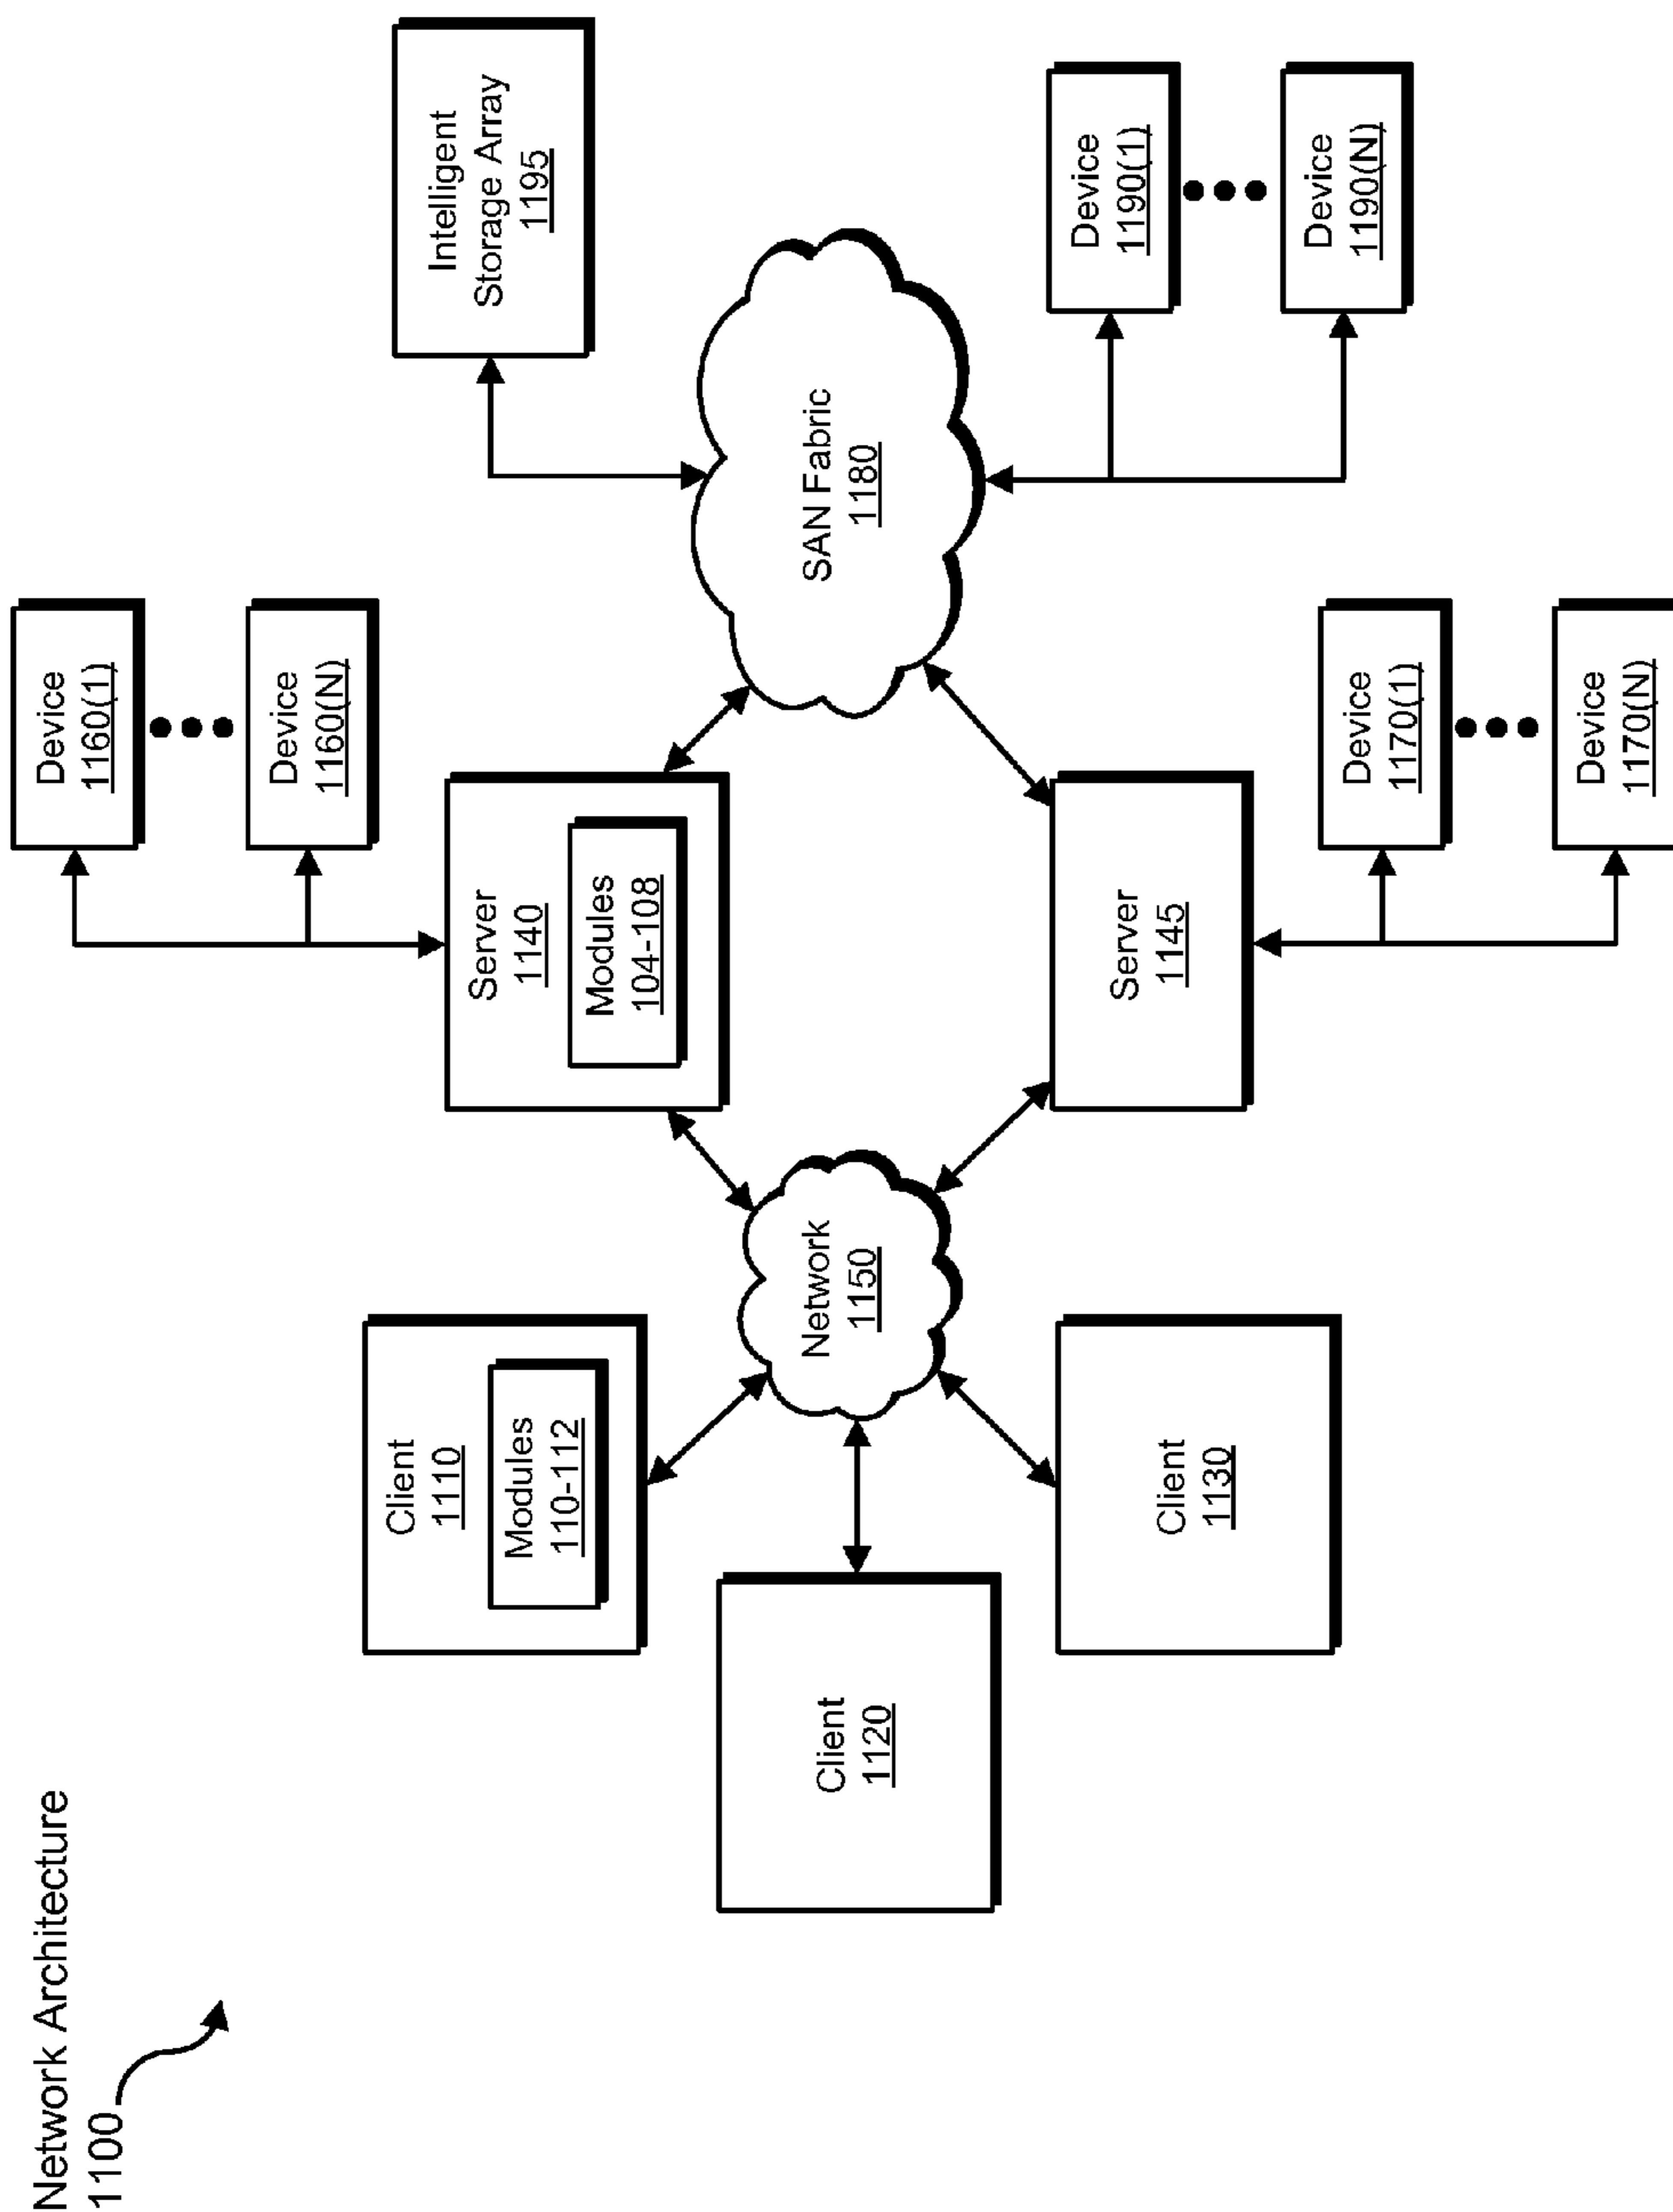 Network Architecture
1100
Client
1110
Modules
110-112
Client
1120
Client
1130
Network
1150
Server
1140
Modules
104-108
Server
1145
Device
1160(1)
Device
1160(N)
Device
1170(1)
Device
1170(N)
SAN Fabric
1180
Intelligent
Storage Array
1195
Device
1190(1)
Device
1190(N)